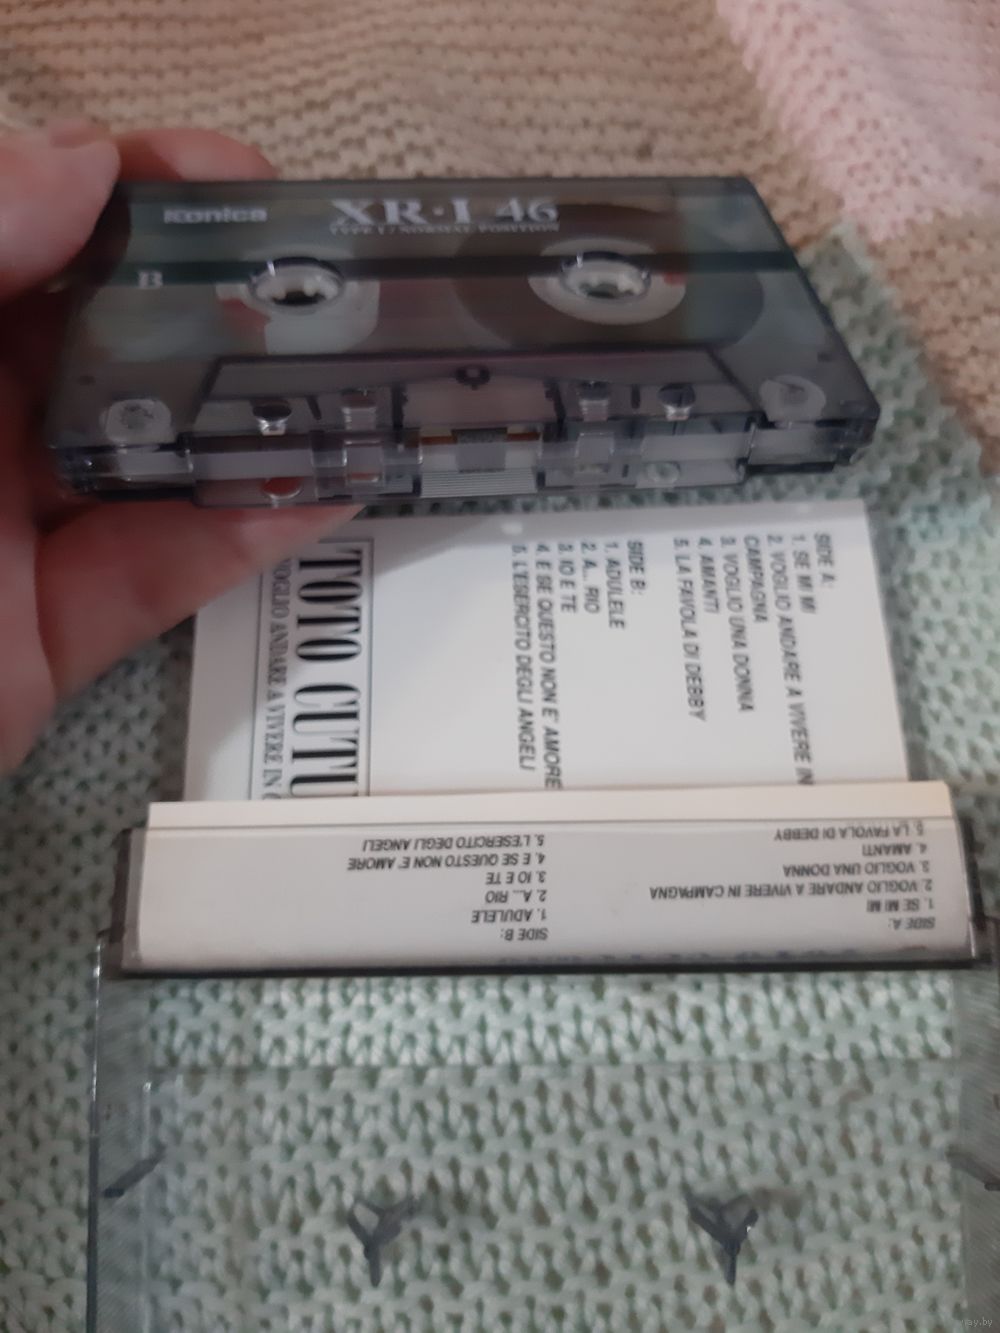 Konica
XR-I 46
TYPE I / NORMAL POSITION
B
SIDE A:
1. SE MI MI
2. VOGLIO ANDARE A VIVERE IN
CAMPAGNA
3. VOGLIO UNA DONNA
4. AMANTI
5. LA FAVOLA DI DEBBY
SIDE B:
1. ADULELE
2. A... RIO
3. IO E TE
4. E SE QUESTO NON E' AMORE
5. L'ESERCITO DEGLI ANGELI
TOTO CUTU
VOGLIO ANDARE A VIVERE IN C
SIDE A:
1. SE MI MI
2. VOGLIO ANDARE A VIVERE IN CAMPAGNA
3. VOGLIO UNA DONNA
4. AMANTI
5. LA FAVOLA DI DEBBY
SIDE B:
1. ADULELE
2. A... RIO
3. IO E TE
4. E SE QUESTO NON E' AMORE
5. L'ESERCITO DEGLI ANGELI